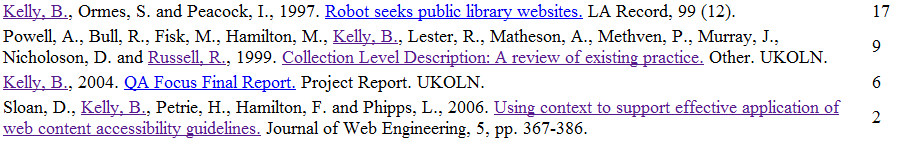 Kelly, B., Ormes, S. and Peacock, I., 1997. Robot seeks public library websites. LA Record, 99 (12). 17
Powell, A., Bull, R., Fisk, M., Hamilton, M., Kelly, B., Lester, R., Matheson, A., Methven, P., Murray, J.,
Nicholoson, D. and Russell, R., 1999. Collection Level Description: A review of existing practice. Other. UKOLN. 9
Kelly, B., 2004. QA Focus Final Report. Project Report. UKOLN. 6
Sloan, D., Kelly, B., Petrie, H., Hamilton, F. and Phipps, L., 2006. Using context to support effective application of
web content accessibility guidelines. Journal of Web Engineering, 5, pp. 367-386. 2